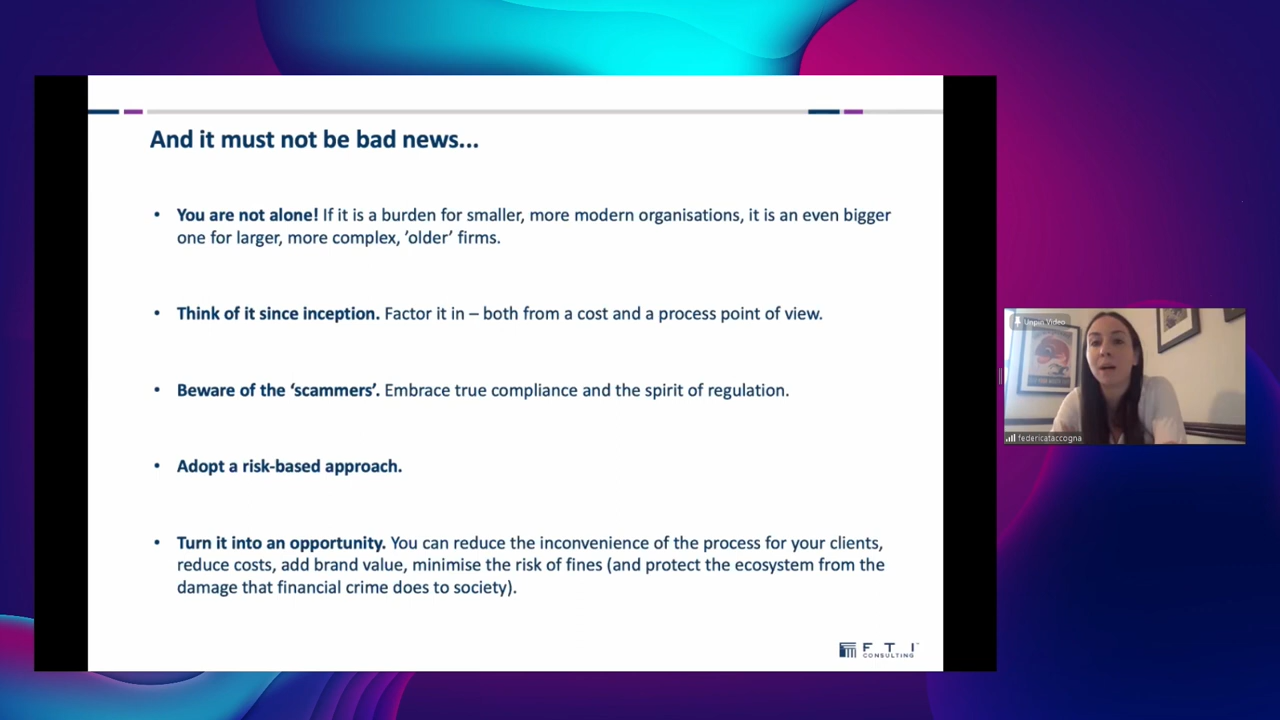 And it must not be bad news...
• You are not alone! If it is a burden for smaller, more modern organisations, it is an even bigger
one for larger, more complex, ’older’ firms.
• Think of it since inception. Factor it in – both from a cost and a process point of view.
• Beware of the ‘scammers’. Embrace true compliance and the spirit of regulation.
• Adopt a risk-based approach.
• Turn it into an opportunity. You can reduce the inconvenience of the process for your clients,
reduce costs, add brand value, minimise the risk of fines (and protect the ecosystem from the
damage that financial crime does to society).
F T I
CONSULTING
Unpin Video
federicataccogna